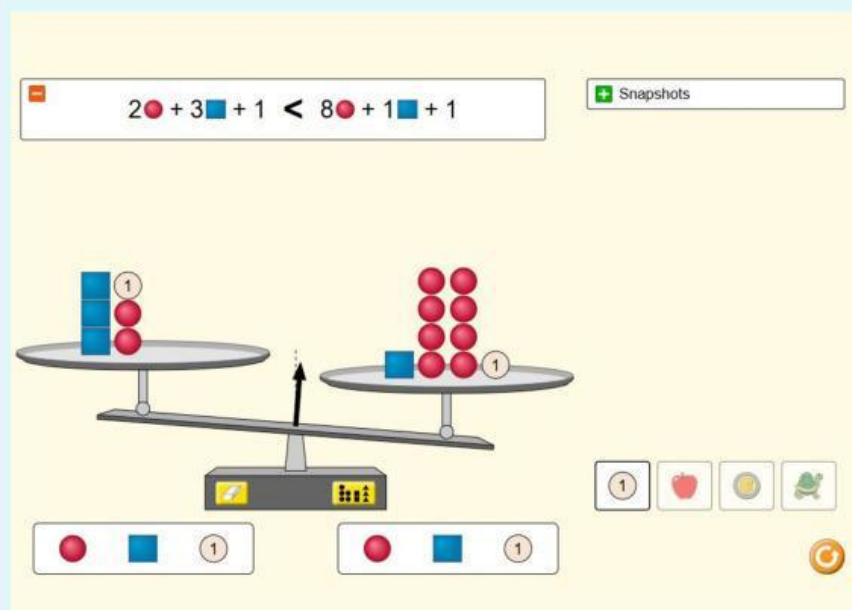 2🔴 + 3🟦 + 1 < 8🔴 + 1🟦 + 1
Snapshots
1
1
1
1
1